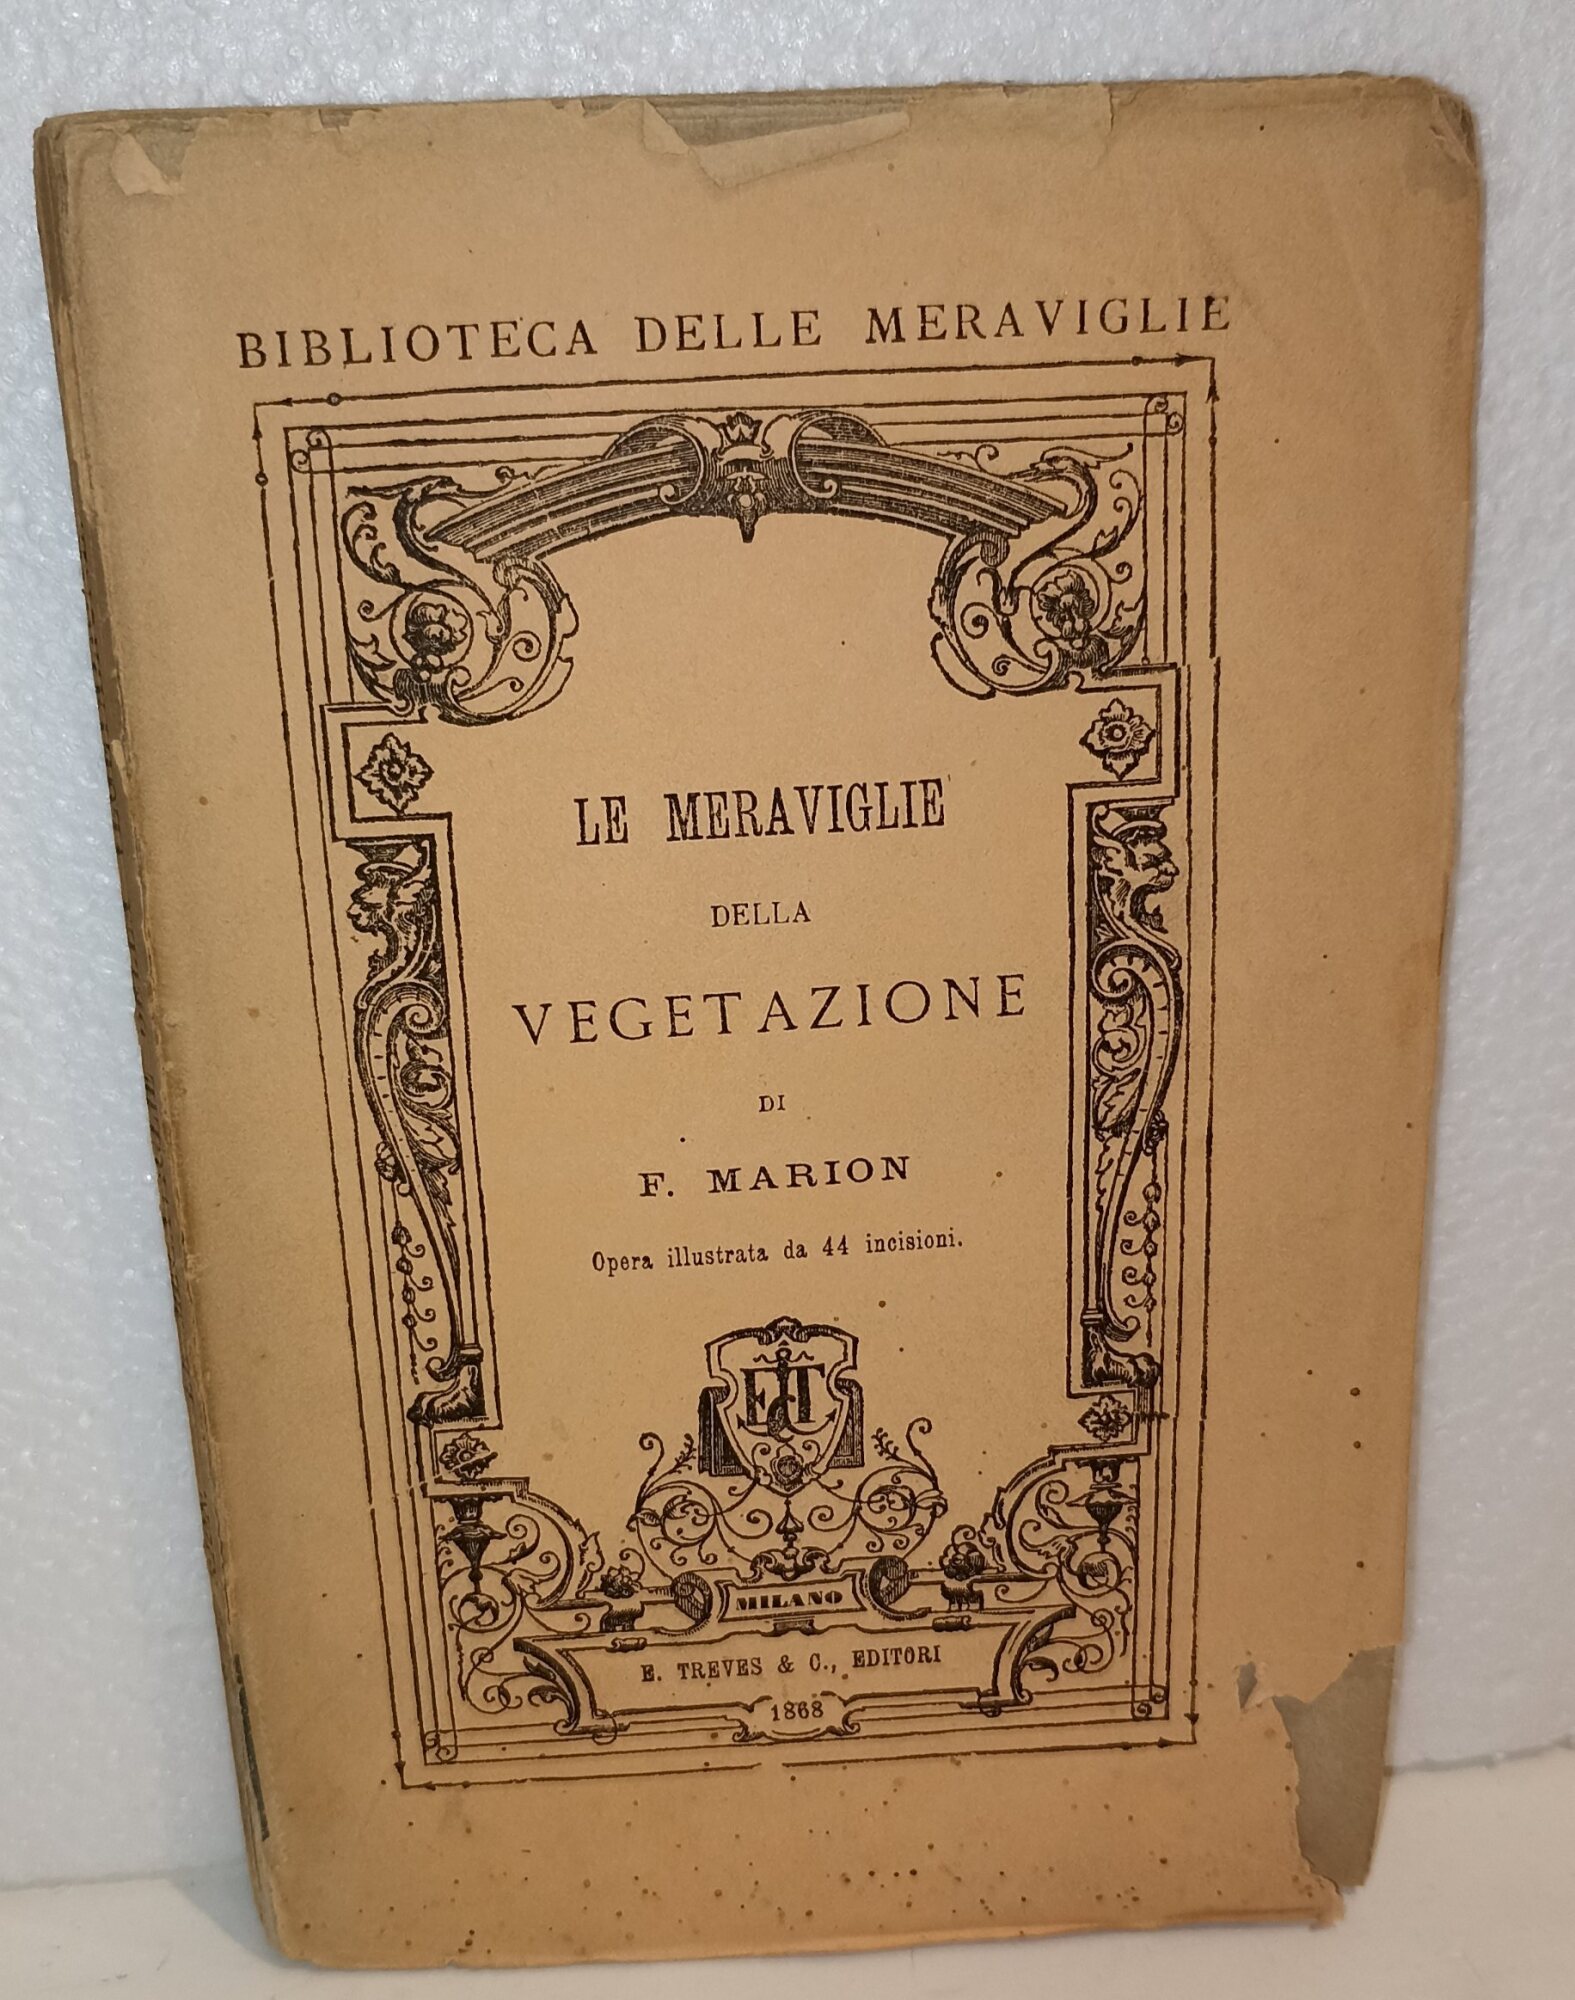 BIBLIOTECA DELLE MERAVIGLIE
LE MERAVIGLIE
DELLA
VEGETAZIONE
DI
F. MARION
Opera illustrata da 44 incisioni.
E&T
MILANO
E. TREVES & C., EDITORI
1868